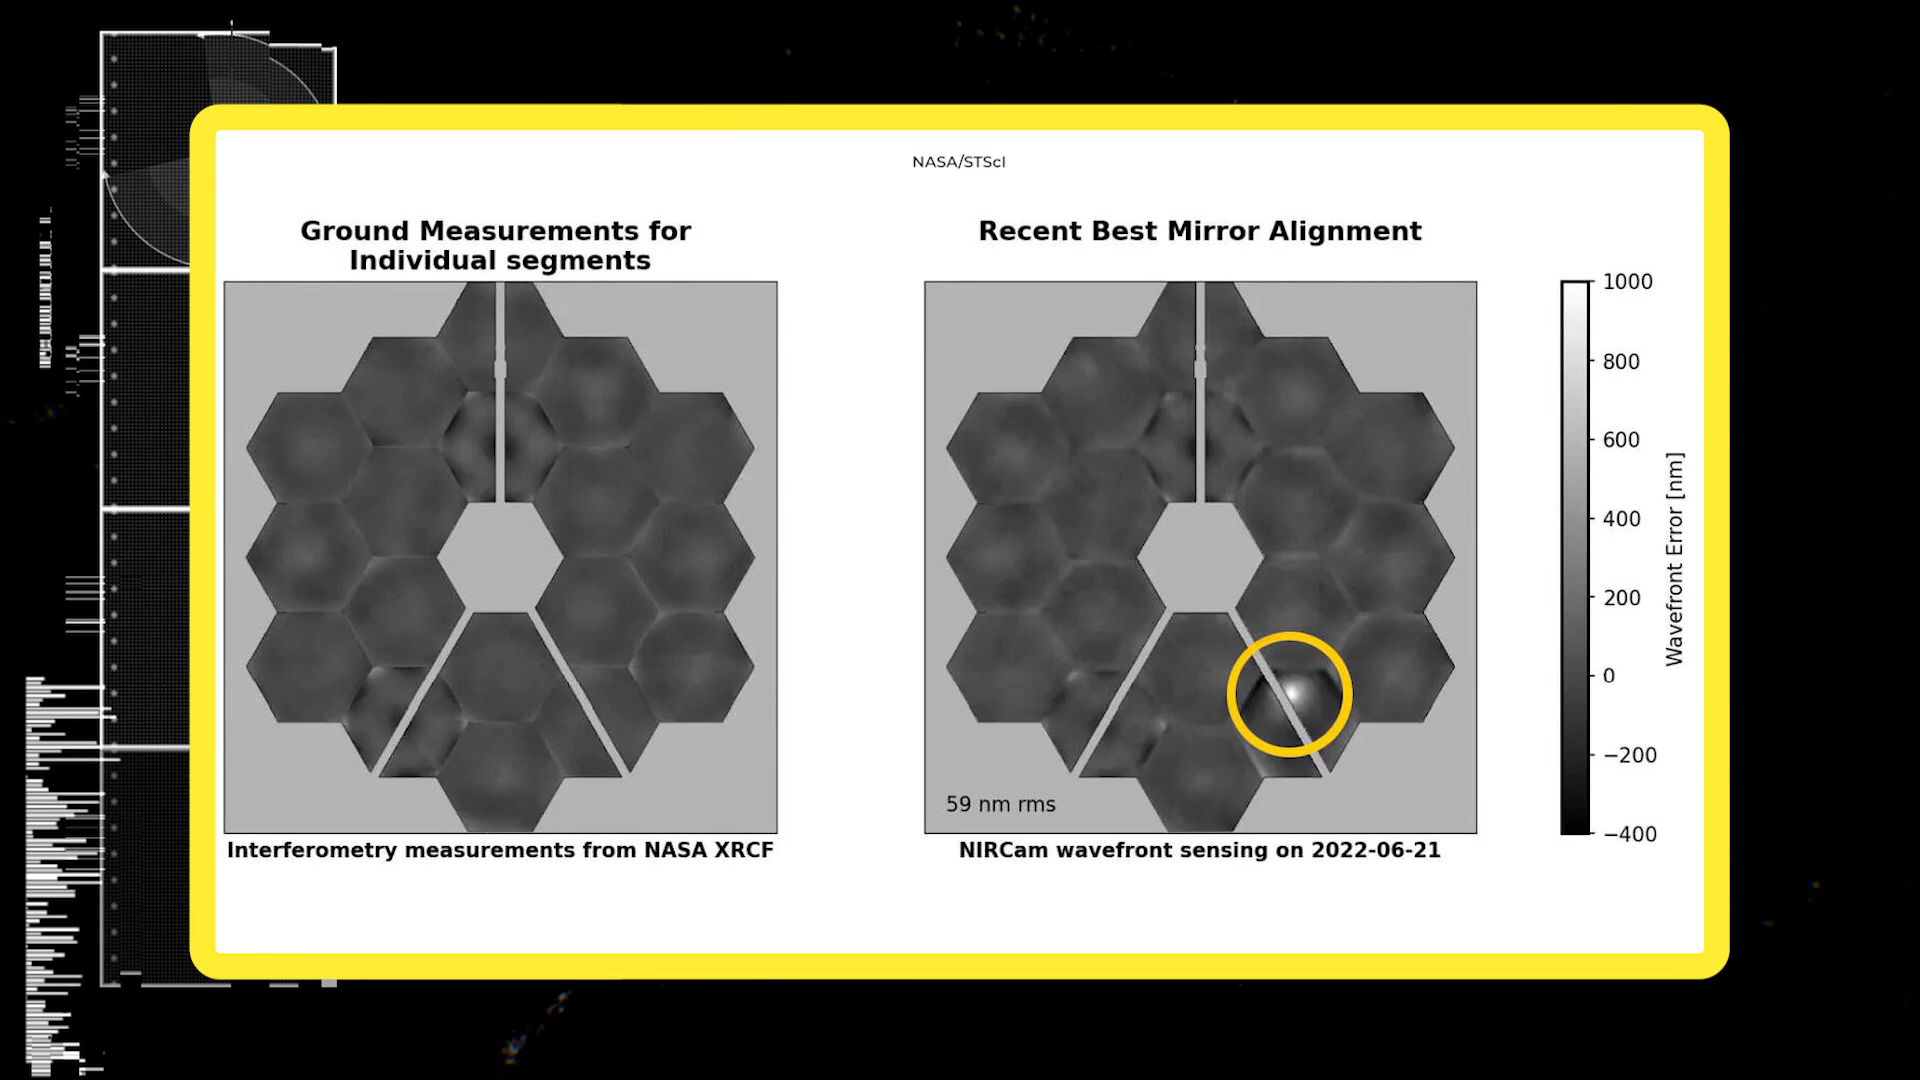 NASA/STScI
Ground Measurements for
Individual segments
Recent Best Mirror Alignment
1000
800
600
400
200
0
−200
−400
Wavefront Error [nm]
59 nm rms
Interferometry measurements from NASA XRCF
NIRCam wavefront sensing on 2022-06-21